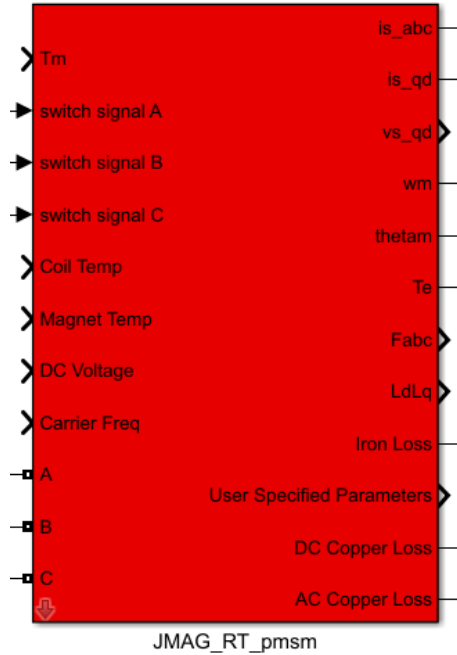 Tm
switch signal A
switch signal B
switch signal C
Coil Temp
Magnet Temp
DC Voltage
Carrier Freq
A
B
C
is_abc
is_qd
vs_qd
wm
thetam
Te
Fabc
LdLq
Iron Loss
User Specified Parameters
DC Copper Loss
AC Copper Loss
JMAG_RT_pmsm